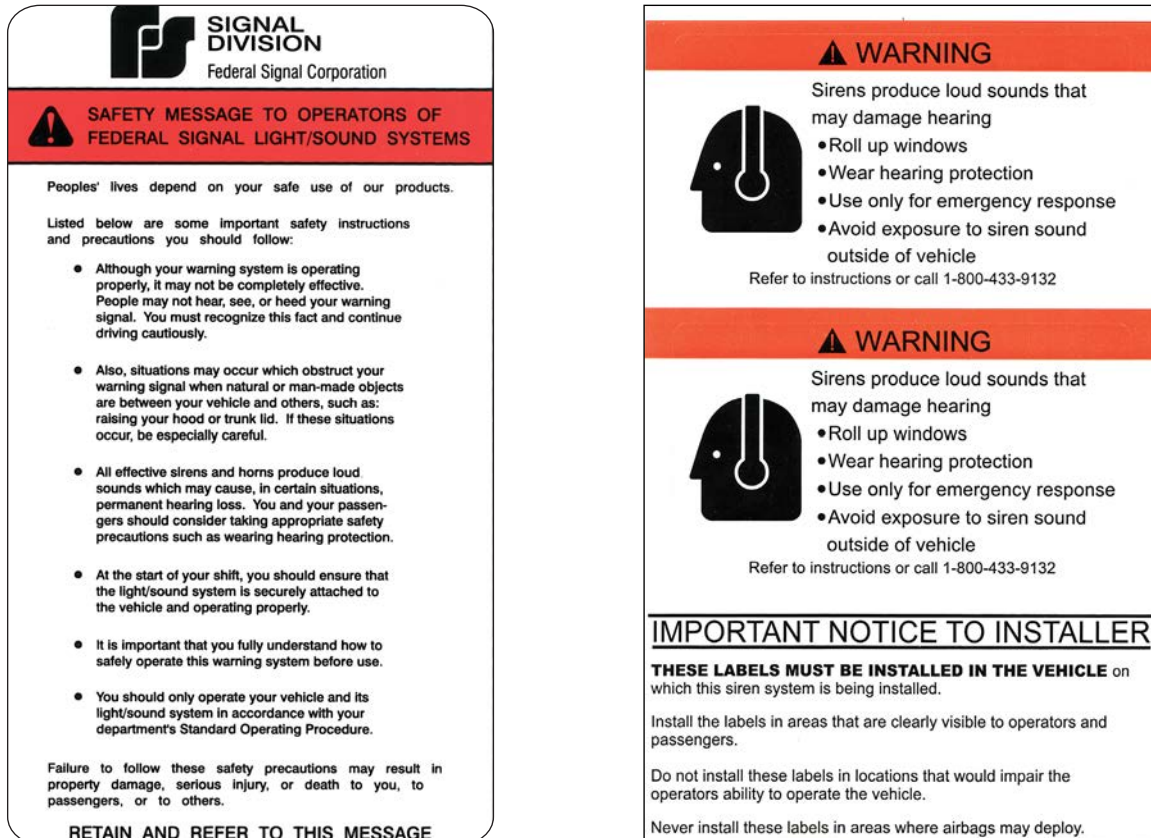 SIGNAL
DIVISION
Federal Signal Corporation
SAFETY MESSAGE TO OPERATORS OF
FEDERAL SIGNAL LIGHT/SOUND SYSTEMS
Peoples' lives depend on your safe use of our products.
Listed below are some important safety instructions
and precautions you should follow:
● Although your warning system is operating
properly, it may not be completely effective.
People may not hear, see, or heed your warning
signal. You must recognize this fact and continue
driving cautiously.
● Also, situations may occur which obstruct your
warning signal when natural or man-made objects
are between your vehicle and others, such as:
raising your hood or trunk lid. If these situations
occur, be especially careful.
● All effective sirens and horns produce loud
sounds which may cause, in certain situations,
permanent hearing loss. You and your passen-
gers should consider taking appropriate safety
precautions such as wearing hearing protection.
● At the start of your shift, you should ensure that
the light/sound system is securely attached to
the vehicle and operating properly.
● It is important that you fully understand how to
safely operate this warning system before use.
● You should only operate your vehicle and its
light/sound system in accordance with your
department's Standard Operating Procedure.
Failure to follow these safety precautions may result in
property damage, serious injury, or death to you, to
passengers, or to others.
RETAIN AND REFER TO THIS MESSAGE
WARNING
Sirens produce loud sounds that
may damage hearing
●Roll up windows
●Wear hearing protection
●Use only for emergency response
●Avoid exposure to siren sound
outside of vehicle
Refer to instructions or call 1-800-433-9132
WARNING
Sirens produce loud sounds that
may damage hearing
●Roll up windows
●Wear hearing protection
●Use only for emergency response
●Avoid exposure to siren sound
outside of vehicle
Refer to instructions or call 1-800-433-9132
IMPORTANT NOTICE TO INSTALLER
THESE LABELS MUST BE INSTALLED IN THE VEHICLE on
which this siren system is being installed.
Install the labels in areas that are clearly visible to operators and
passengers.
Do not install these labels in locations that would impair the
operators ability to operate the vehicle.
Never install these labels in areas where airbags may deploy.